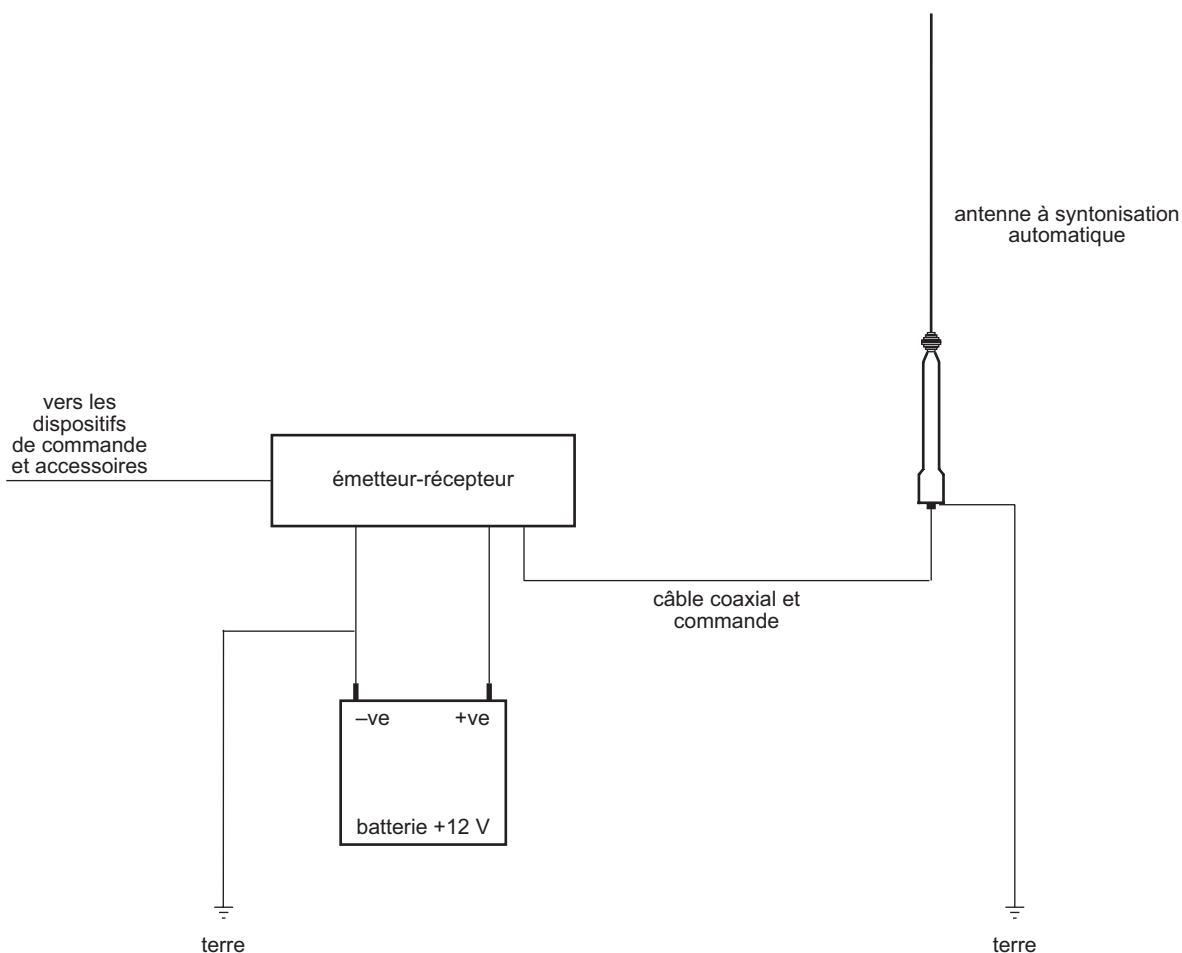 antenne à syntonisation
automatique
vers les
dispositifs
de commande
et accessoires
émetteur-récepteur
câble coaxial et
commande
–ve +ve
batterie +12 V
terre
terre